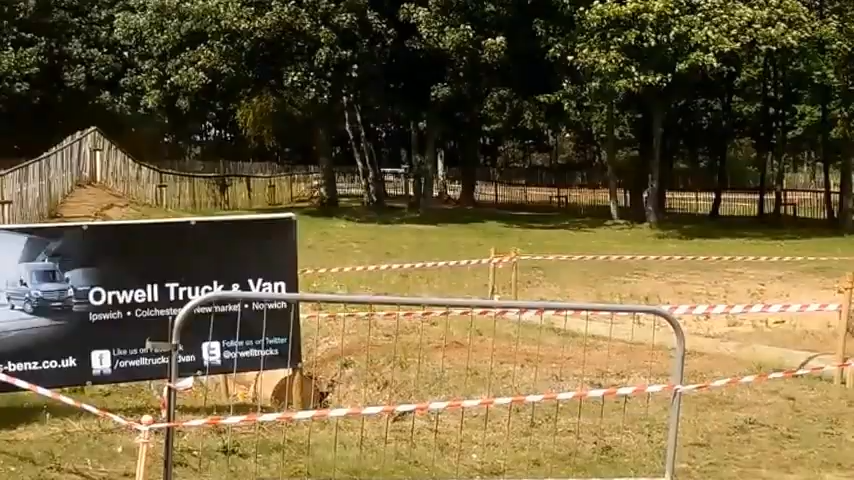 Orwell Truck & Van
Ipswich • Colchester • Newmarket • Norwich
s-benz.co.uk
f Like us on Facebook
/orwelltruckandvan
Follow us on Twitter
@orwelltrucks